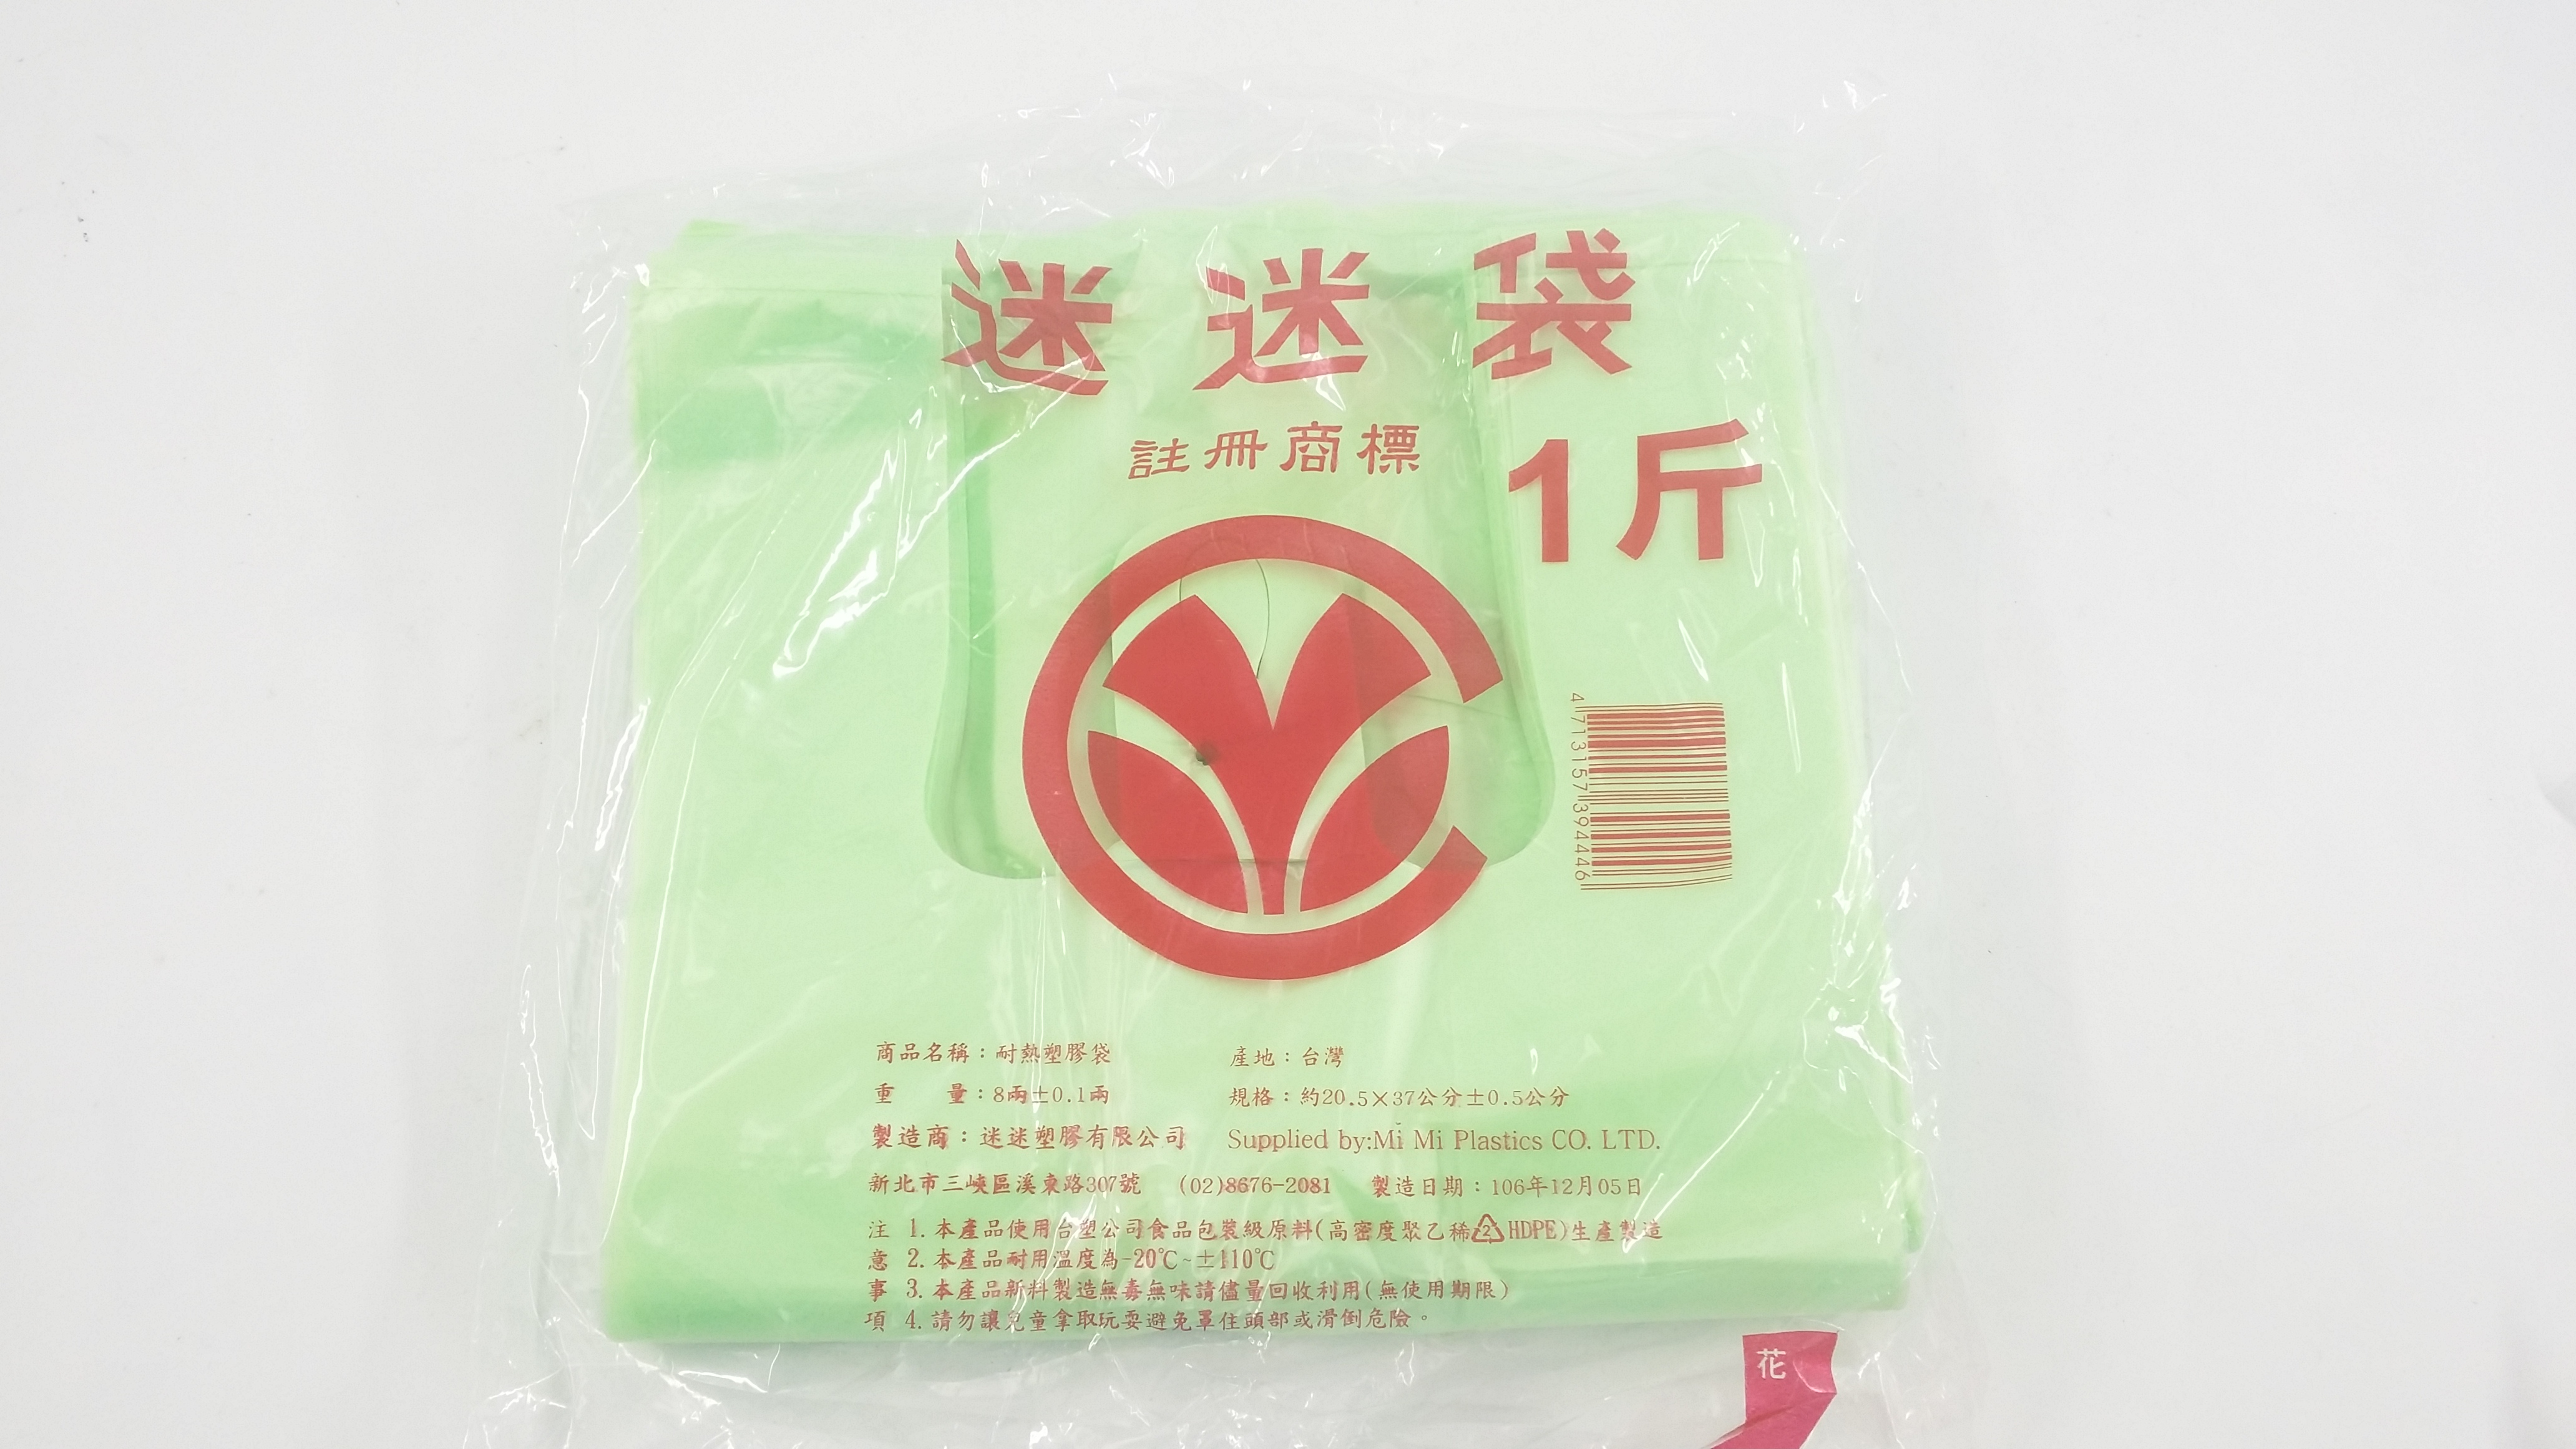 迷迷袋
註冊商標
1斤
4713157394446
商品名稱：耐熱塑膠袋 產地：台灣
重 量：8兩±0.1兩 規格：約20.5×37公分±0.5公分
製造商：迷迷塑膠有限公司 Supplied by:Mi Mi Plastics CO. LTD.
新北市三峽區溪東路307號 (02)8676-2081 製造日期：106年12月05日
注 1.本產品使用台塑公司食品包裝級原料(高密度聚乙稀2HDPE)生產製造
意 2.本產品耐用溫度為-20℃~±110℃
事 3.本產品新料製造無毒無味請儘量回收利用(無使用期限)
項 4.請勿讓兒童拿取玩耍避免罩住頭部或滑倒危險。
花